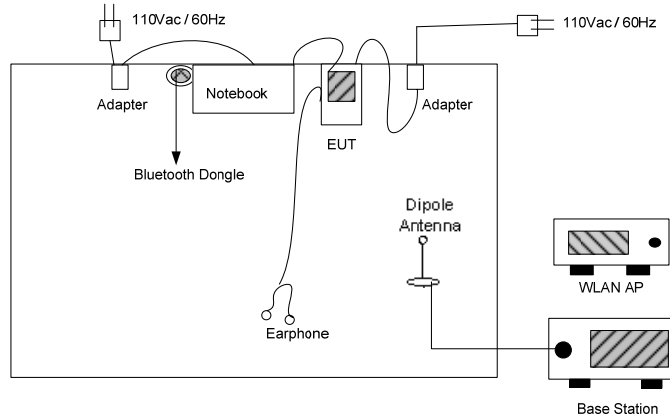 110Vac / 60Hz
110Vac / 60Hz
Adapter
Notebook
Adapter
EUT
Bluetooth Dongle
Dipole
Antenna
WLAN AP
Earphone
Base Station